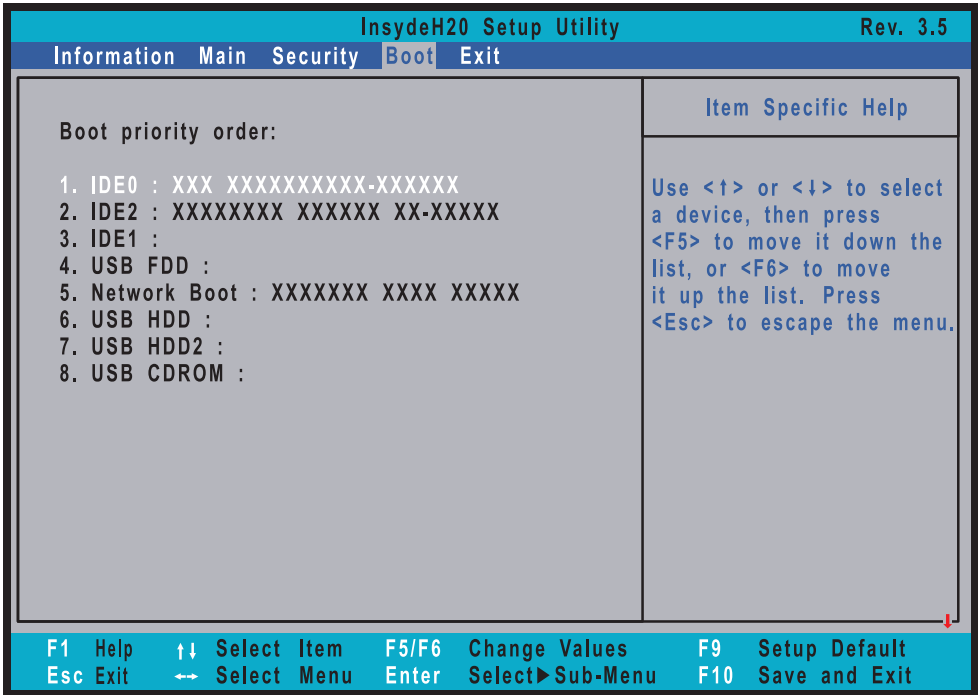 InsydeH20 Setup Utility Rev. 3.5
Information Main Security Boot Exit
Boot priority order:
1. IDE0 : XXX XXXXXXXXXX-XXXXXX
2. IDE2 : XXXXXXXX XXXXXX XX-XXXXX
3. IDE1 :
4. USB FDD :
5. Network Boot : XXXXXXX XXXX XXXXX
6. USB HDD :
7. USB HDD2 :
8. USB CDROM :
Item Specific Help
Use <↑> or <↓> to select
a device, then press
<F5> to move it down the
list, or <F6> to move
it up the list. Press
<Esc> to escape the menu.
F1 Help ↑↓ Select Item F5/F6 Change Values F9 Setup Default
Esc Exit ←→ Select Menu Enter Select▶Sub-Menu F10 Save and Exit